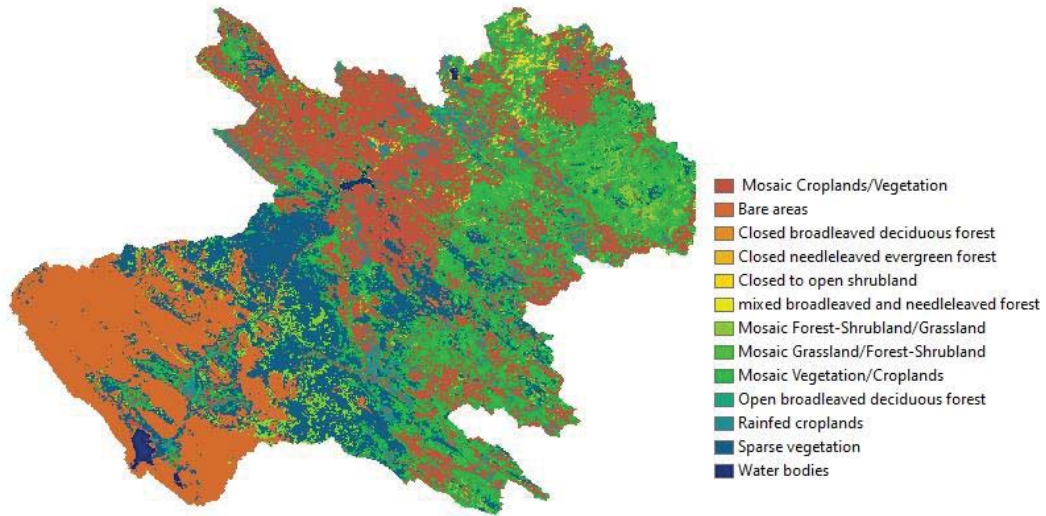 Mosaic Croplands/Vegetation
Bare areas
Closed broadleaved deciduous forest
Closed needleleaved evergreen forest
Closed to open shrubland
mixed broadleaved and needleleaved forest
Mosaic Forest-Shrubland/Grassland
Mosaic Grassland/Forest-Shrubland
Mosaic Vegetation/Croplands
Open broadleaved deciduous forest
Rainfed croplands
Sparse vegetation
Water bodies